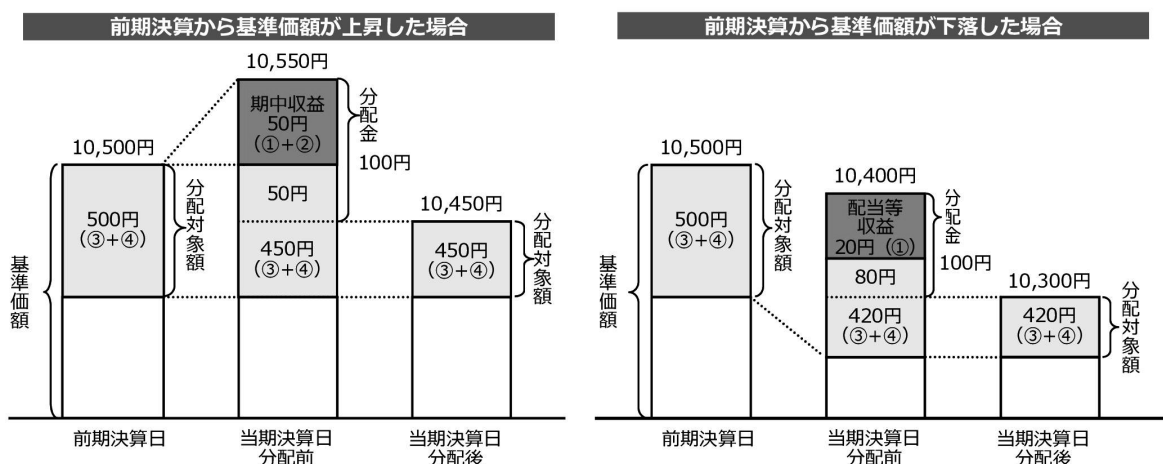 前期決算から基準価額が上昇した場合
10,550円
期中収益
50円
(①+②)
分配金
100円
10,500円
500円
(③+④)
分配対象額
50円
10,450円
450円
(③+④)
450円
(③+④)
分配対象額
基準価額
前期決算日
当期決算日
分配前
当期決算日
分配後
前期決算から基準価額が下落した場合
10,500円
500円
(③+④)
分配対象額
10,400円
配当等
収益
20円(①)
分配金
100円
80円
10,300円
420円
(③+④)
420円
(③+④)
分配対象額
基準価額
前期決算日
当期決算日
分配前
当期決算日
分配後